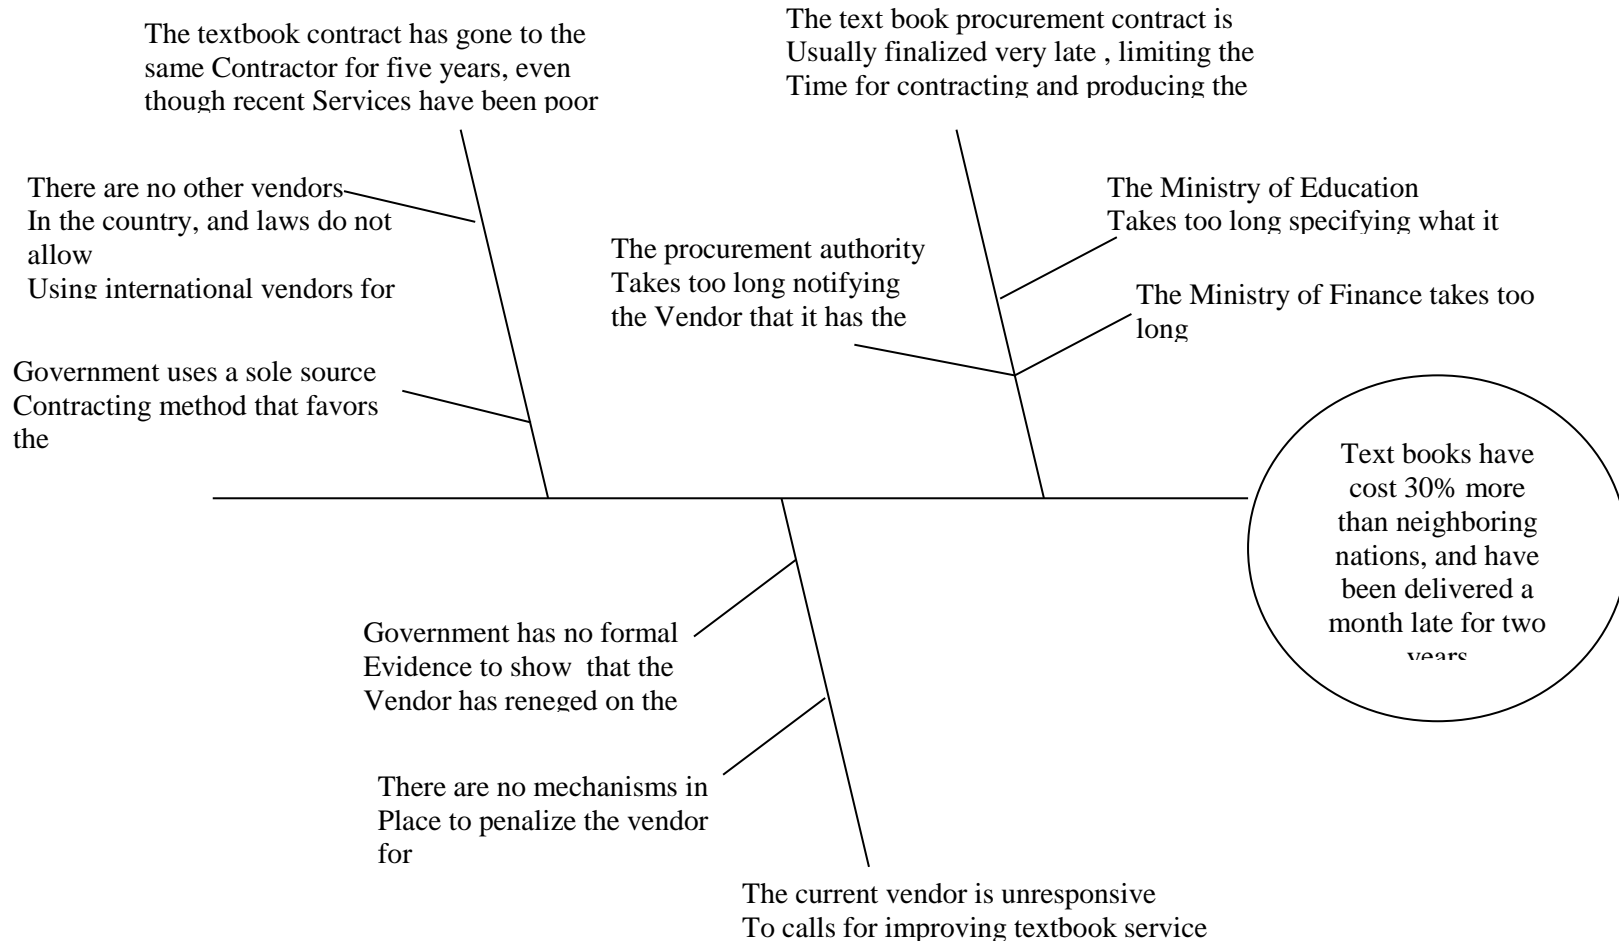 The textbook contract has gone to the
same Contractor for five years, even
though recent Services have been poor
The text book procurement contract is
Usually finalized very late , limiting the
Time for contracting and producing the
There are no other vendors
In the country, and laws do not
allow
Using international vendors for
The procurement authority
Takes too long notifying
the Vendor that it has the
The Ministry of Education
Takes too long specifying what it
The Ministry of Finance takes too
long
Government uses a sole source
Contracting method that favors
the
Text books have
cost 30% more
than neighboring
nations, and have
been delivered a
month late for two
years
Government has no formal
Evidence to show that the
Vendor has reneged on the
There are no mechanisms in
Place to penalize the vendor
for
The current vendor is unresponsive
To calls for improving textbook service